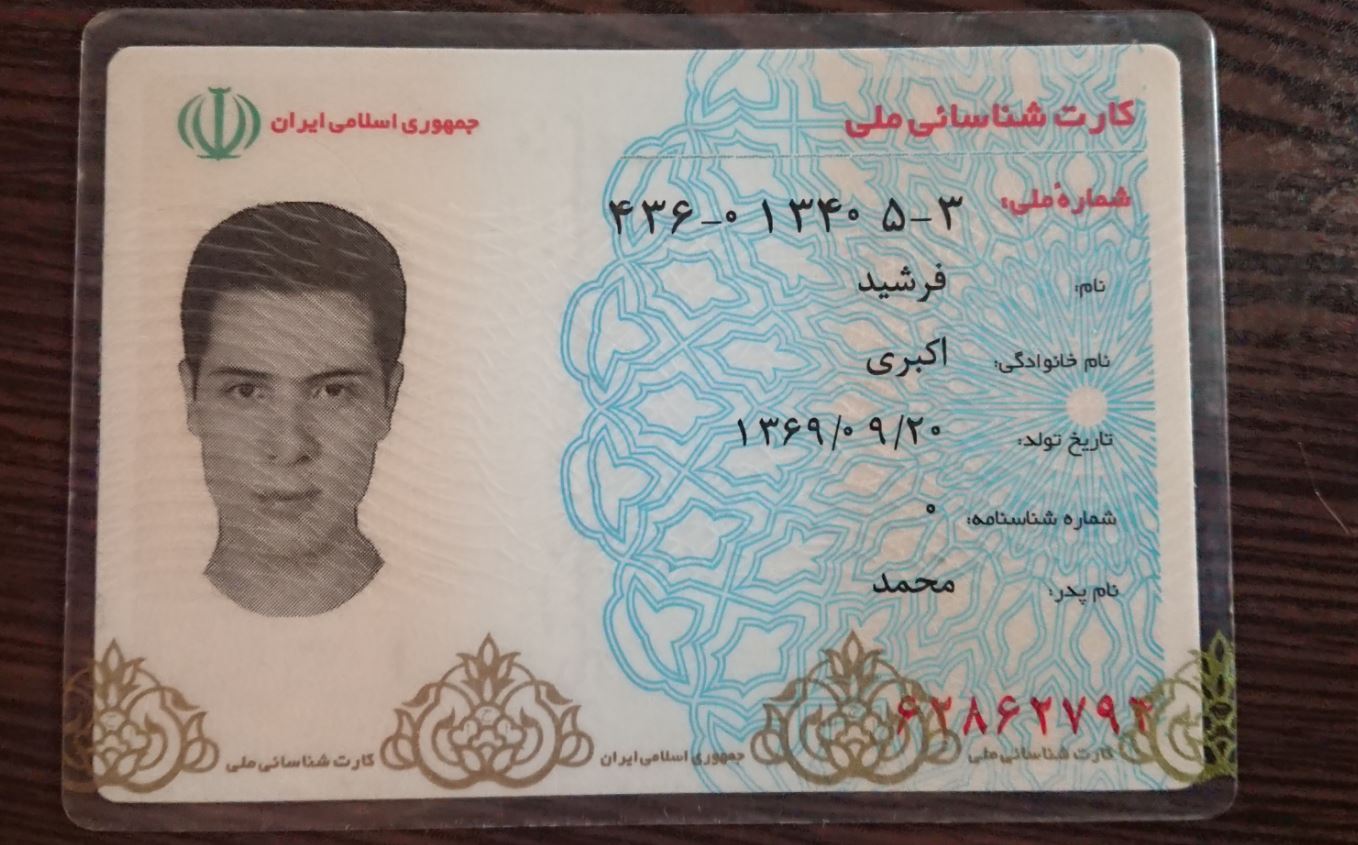 جمهوری اسلامی ایران
کارت شناسائی ملی
شمارهٔ ملی: ۴۳۶-۰۱۳۴۰۵-۳
نام: فرشید
نام خانوادگی: اکبری
تاریخ تولد: ۱۳۶۹/۰۹/۲۰
شماره شناسنامه: ۰
نام پدر: محمد
کارت شناسائی ملی جمهوری اسلامی ایران کارت شناسائی ملی